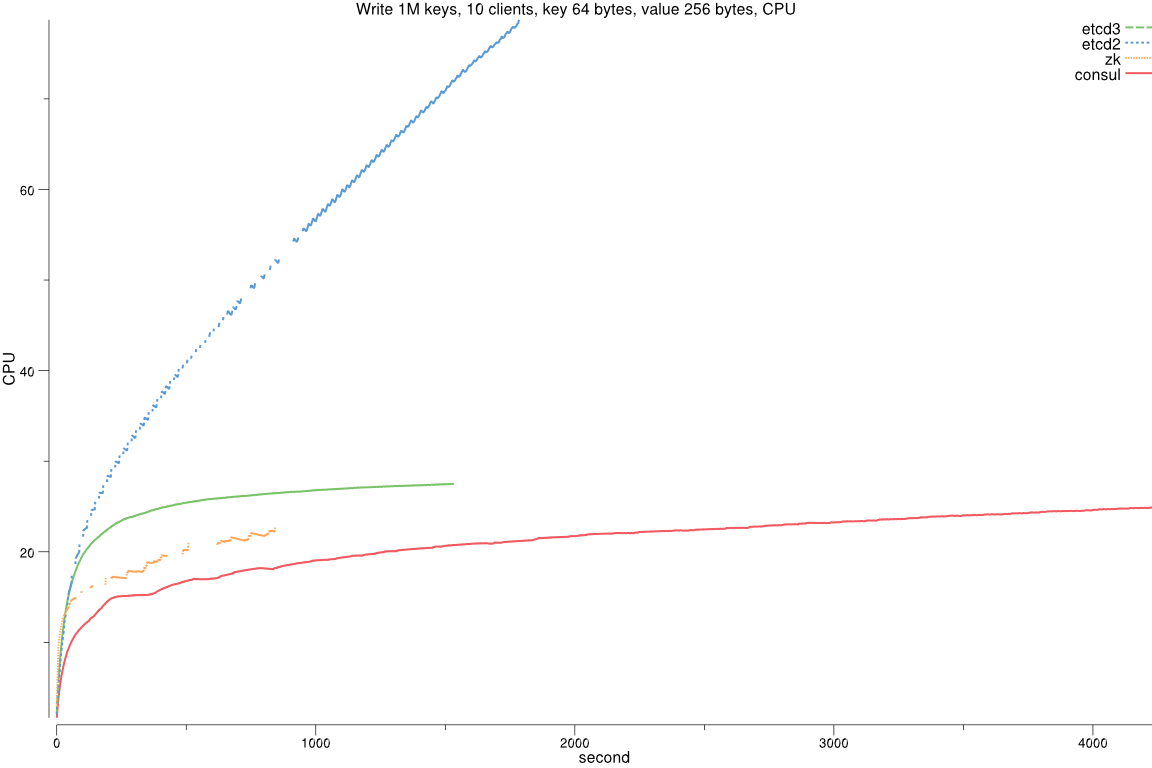 Write 1M keys, 10 clients, key 64 bytes, value 256 bytes, CPU
etcd3
etcd2
zk
consul
60
40
20
CPU
0
1000
2000
3000
4000
second